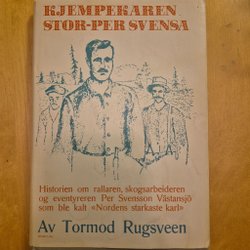 KJEMPEKAREN
STOR-PER SVENSA
Historien om rallaren, skogsarbeideren
og eventyreren Per Svensson Västansjö
som ble kalt «Nordens starkaste karl»
Av Tormod Rugsveen